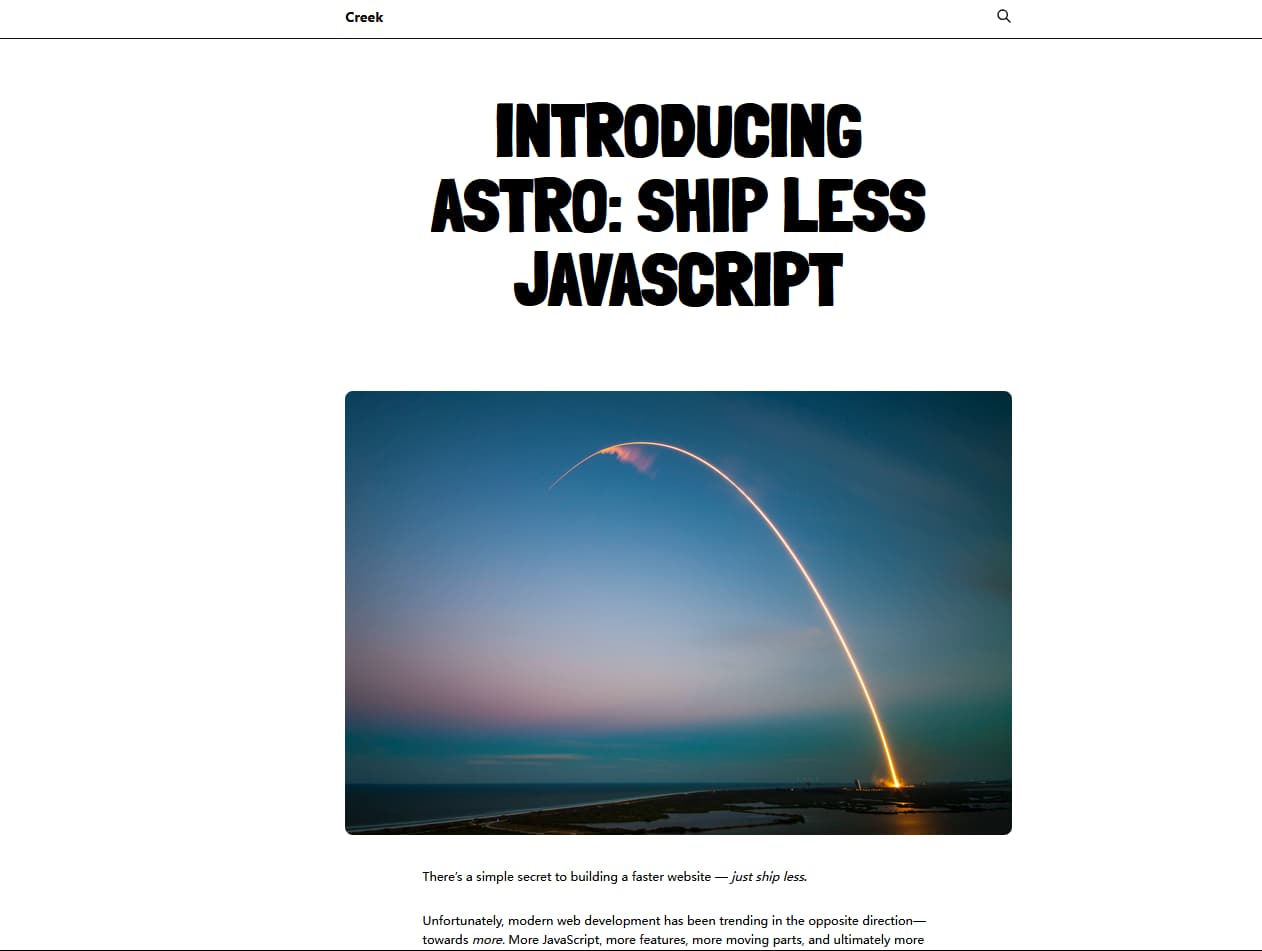 Creek
INTRODUCING
ASTRO: SHIP LESS
JAVASCRIPT
There's a simple secret to building a faster website — just ship less.
Unfortunately, modern web development has been trending in the opposite direction—
towards more. More JavaScript, more features, more moving parts, and ultimately more